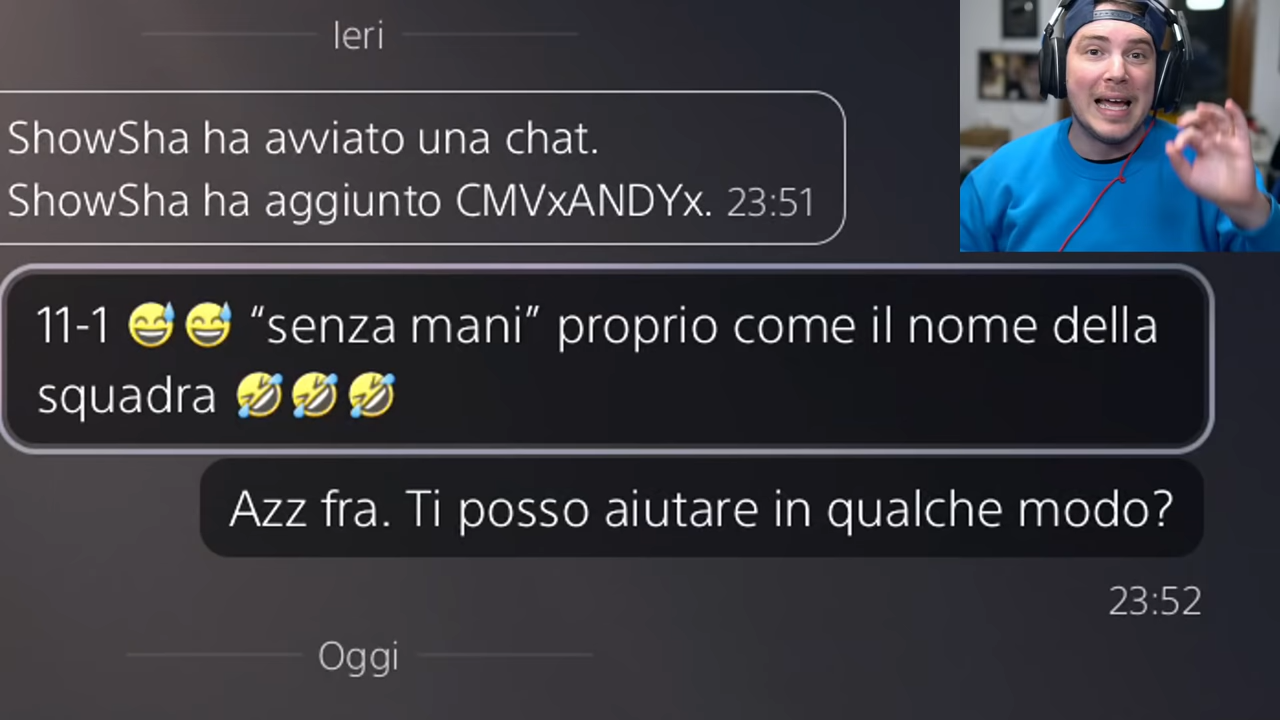 Ieri
ShowSha ha avviato una chat.
ShowSha ha aggiunto CMVxANDYx. 23:51
11-1 😅😅 “senza mani” proprio come il nome della
squadra 🤣🤣🤣
Azz fra. Ti posso aiutare in qualche modo?
23:52
Oggi